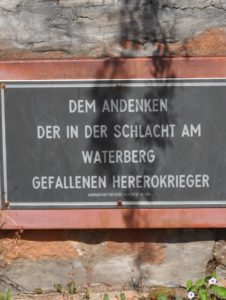 DEM ANDENKEN
DER IN DER SCHLACHT AM
WATERBERG
GEFALLENEN HEREROKRIEGER